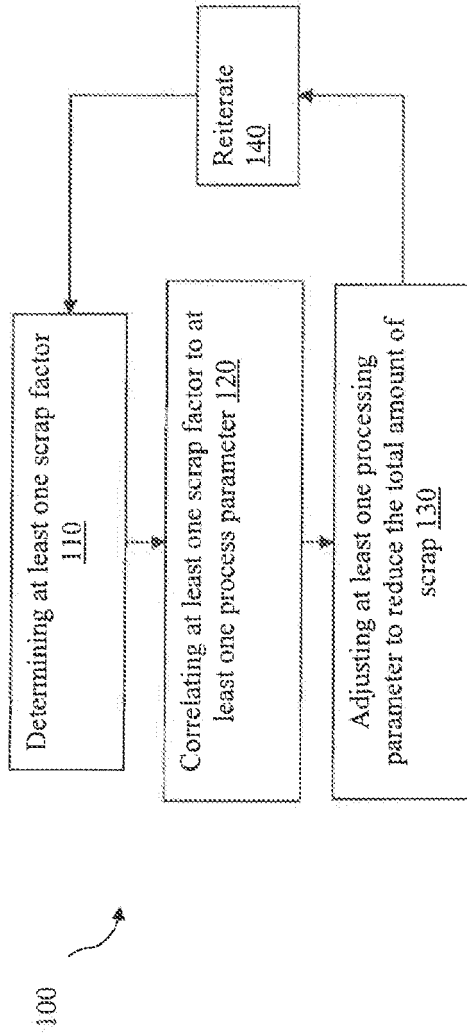 100
Determining at least one scrap factor
110
Correlating at least one scrap factor to at
least one process parameter 120
Adjusting at least one processing
parameter to reduce the total amount of
scrap 130
Reiterate
140